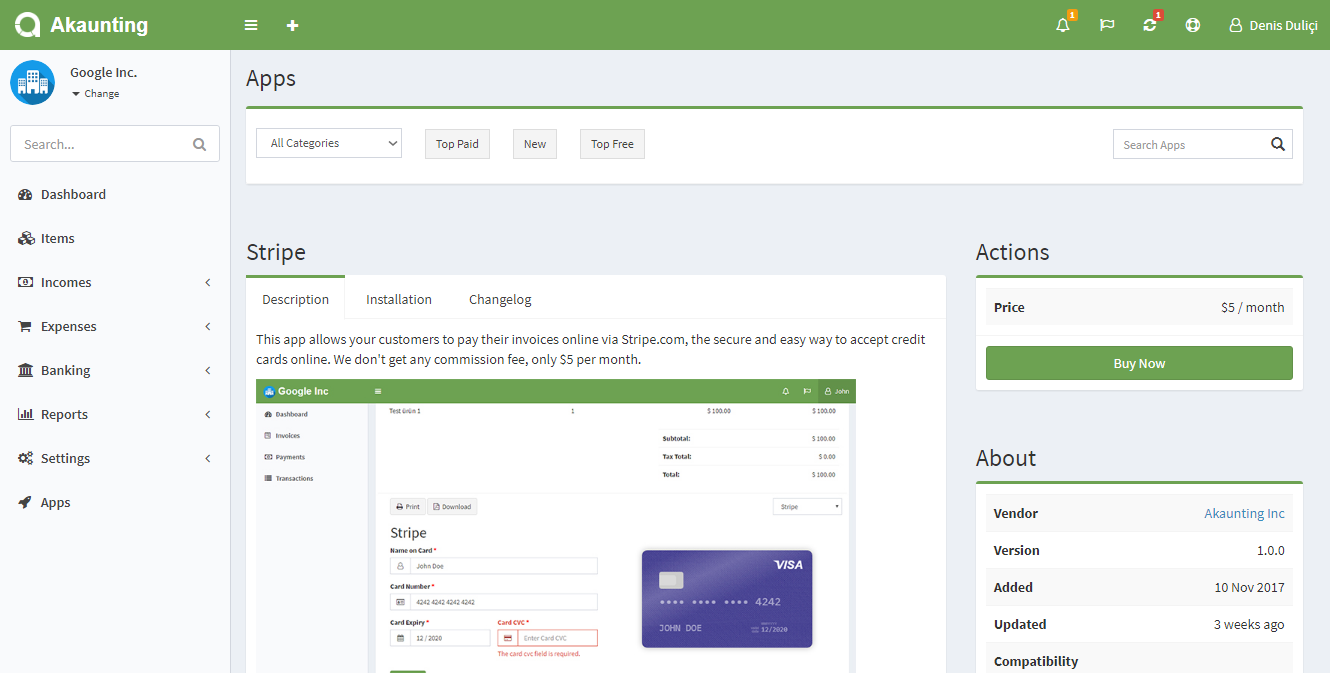 Akaunting
1
1
Denis Duliçi
Google Inc.
Change
Search...
Dashboard
Items
Incomes
Expenses
Banking
Reports
Settings
Apps
Apps
All Categories
Top Paid
New
Top Free
Search Apps
Stripe
Description
Installation
Changelog
This app allows your customers to pay their invoices online via Stripe.com, the secure and easy way to accept credit
cards online. We don't get any commission fee, only $5 per month.
Google Inc
John
Dashboard
Invoices
Payments
Transactions
Test ürün 1 1 $ 100.00 $ 100.00
Subtotal: $ 100.00
Tax Total: $ 0.00
Total: $ 100.00
Print
Download
Stripe
Stripe
Name on Card *
John Doe
Card Number *
4242 4242 4242 4242
Card Expiry *
12 / 2020
Card CVC *
Enter Card CVC
The card cvc field is required.
VISA
•••• •••• •••• 4242
JOHN DOE
12/2020
Actions
Price $5 / month
Buy Now
About
Vendor Akaunting Inc
Version 1.0.0
Added 10 Nov 2017
Updated 3 weeks ago
Compatibility